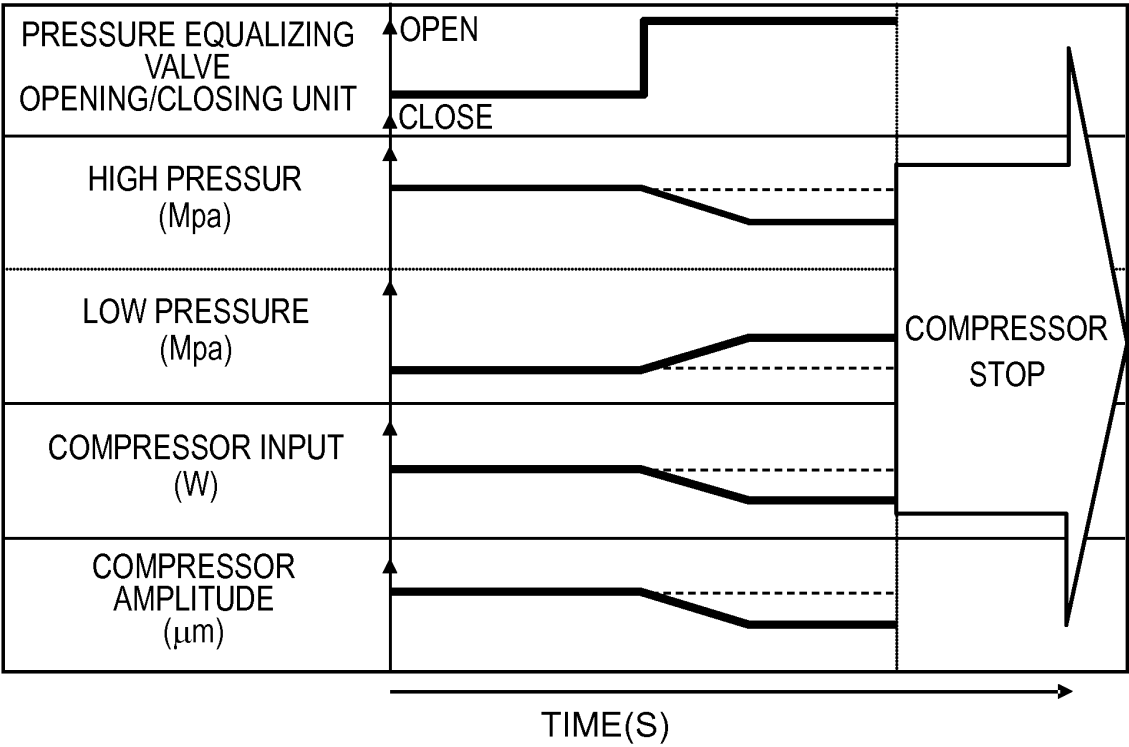 PRESSURE EQUALIZING
VALVE
OPENING/CLOSING UNIT
OPEN
CLOSE
HIGH PRESSUR
(Mpa)
LOW PRESSURE
(Mpa)
COMPRESSOR INPUT
(W)
COMPRESSOR
AMPLITUDE
(μm)
COMPRESSOR
STOP
TIME(S)